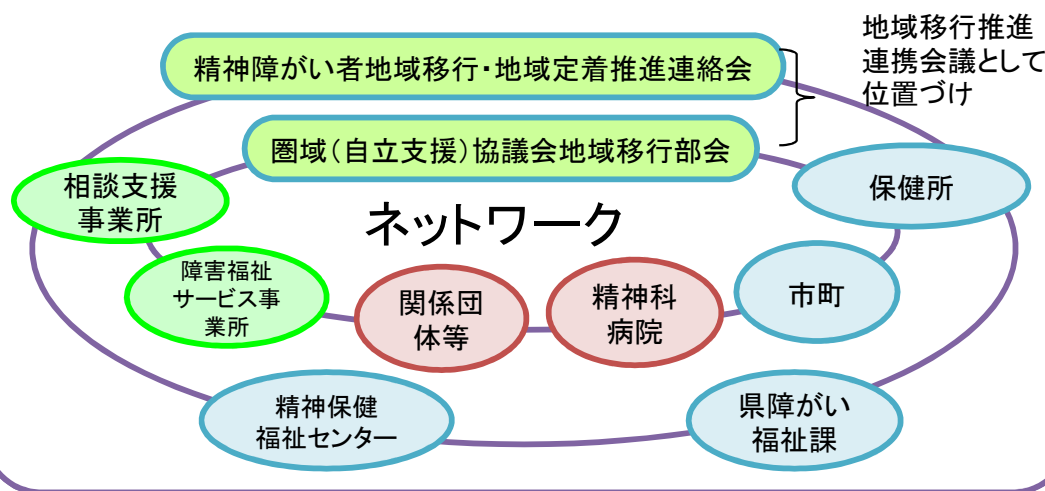 地域移行推進
連携会議として
位置づけ
精神障がい者地域移行・地域定着推進連絡会
圏域（自立支援）協議会地域移行部会
相談支援
事業所
保健所
ネットワーク
障害福祉
サービス事
業所
関係団
体等
精神科
病院
市町
精神保健
福祉センター
県障がい
福祉課